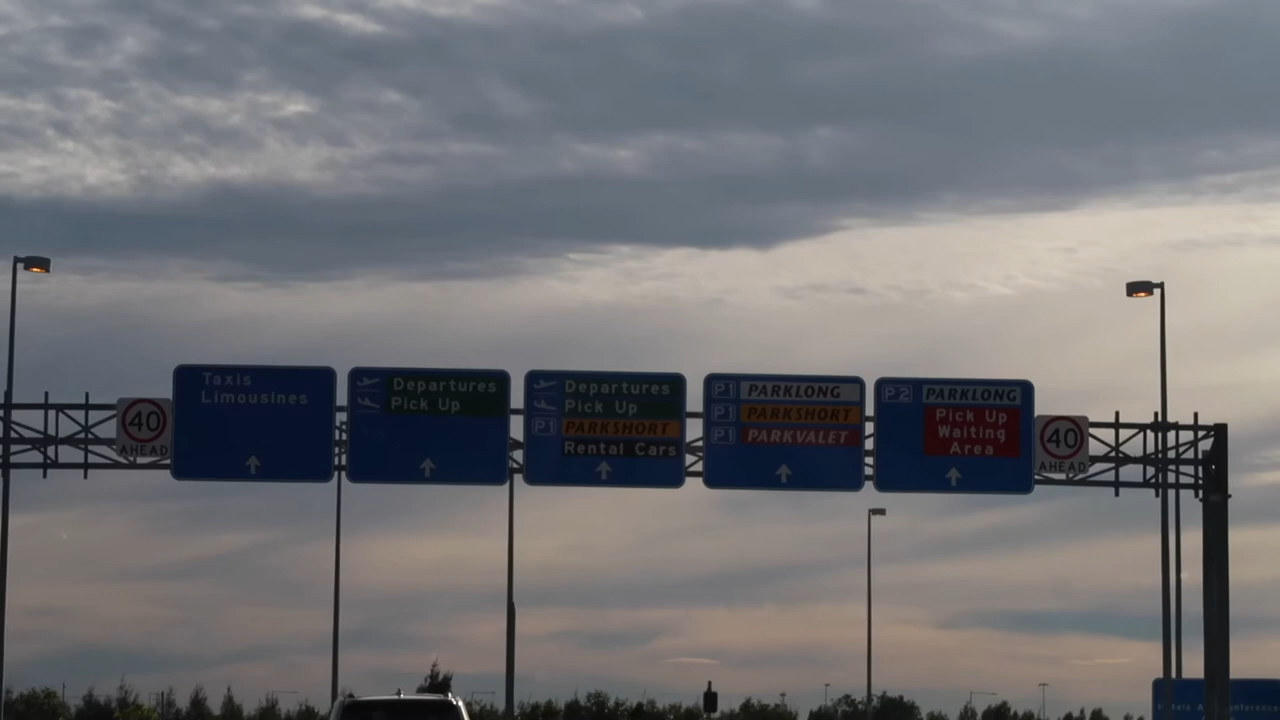 40
AHEAD
Taxis
Limousines
Departures
Pick Up
Departures
Pick Up
P1 PARKSHORT
Rental Cars
P1 PARKLONG
P1 PARKSHORT
P1 PARKVALET
P2 PARKLONG
Pick Up
Waiting
Area
40
AHEAD